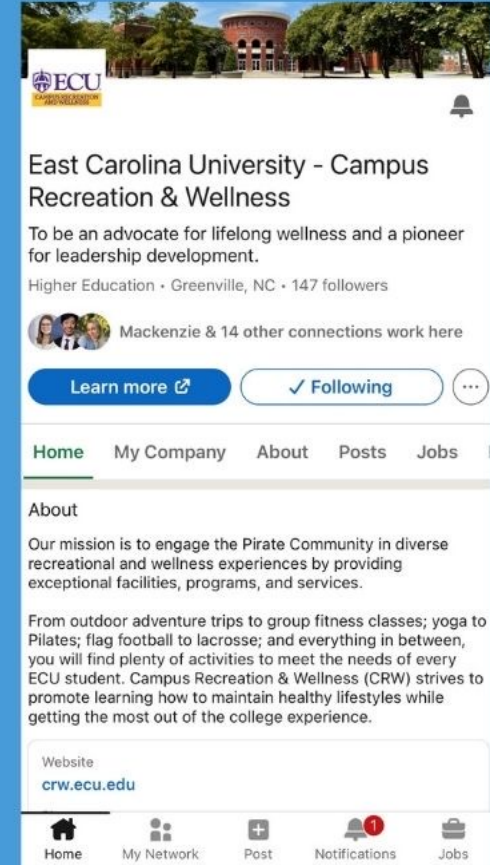 ECU
CAMPUS RECREATION
AND WELLNESS
East Carolina University - Campus
Recreation & Wellness
To be an advocate for lifelong wellness and a pioneer
for leadership development.
Higher Education • Greenville, NC • 147 followers
Mackenzie & 14 other connections work here
Learn more
✓ Following
Home My Company About Posts Jobs
About
Our mission is to engage the Pirate Community in diverse
recreational and wellness experiences by providing
exceptional facilities, programs, and services.
From outdoor adventure trips to group fitness classes; yoga to
Pilates; flag football to lacrosse; and everything in between,
you will find plenty of activities to meet the needs of every
ECU student. Campus Recreation & Wellness (CRW) strives to
promote learning how to maintain healthy lifestyles while
getting the most out of the college experience.
Website
crw.ecu.edu
1
Home My Network Post Notifications Jobs